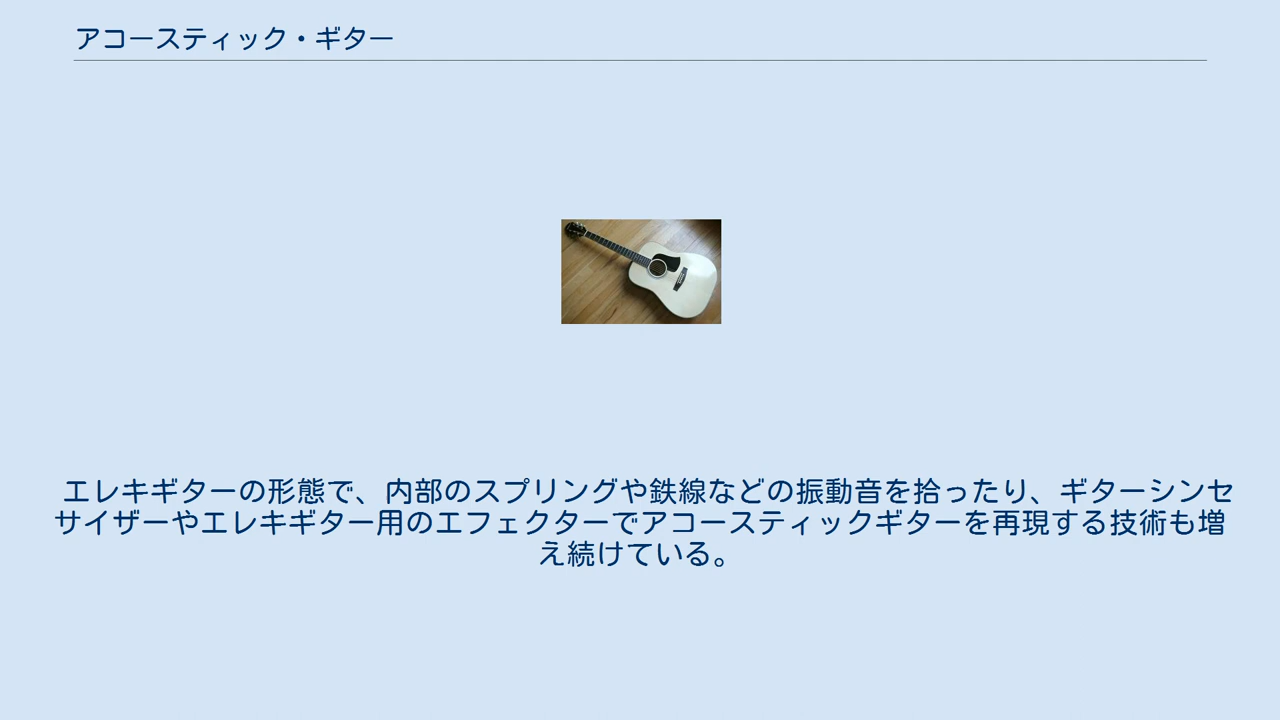 アコースティック・ギター
エレキギターの形態で、内部のスプリングや鉄線などの振動音を拾ったり、ギターシンセ
サイザーやエレキギター用のエフェクターでアコースティックギターを再現する技術も増
え続けている。